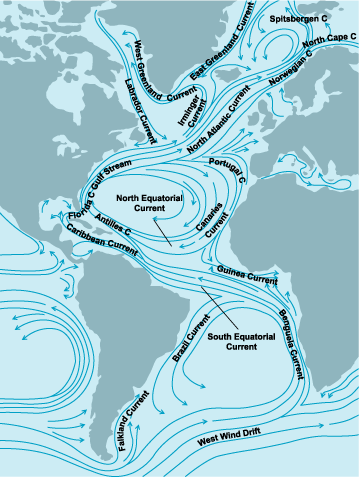 Spitsbergen C
North Cape C
East Greenland Current
West Greenland Current
Norwegian C
Irminger
Current
Labrador Current
North Atlantic Current
Gulf Stream
Portugal C
Florida C
North Equatorial
Current
Canaries
Current
Antilles C
Caribbean Current
Guinea Current
Brazil Current
South Equatorial
Current
Benguela Current
Falkland Current
West Wind Drift